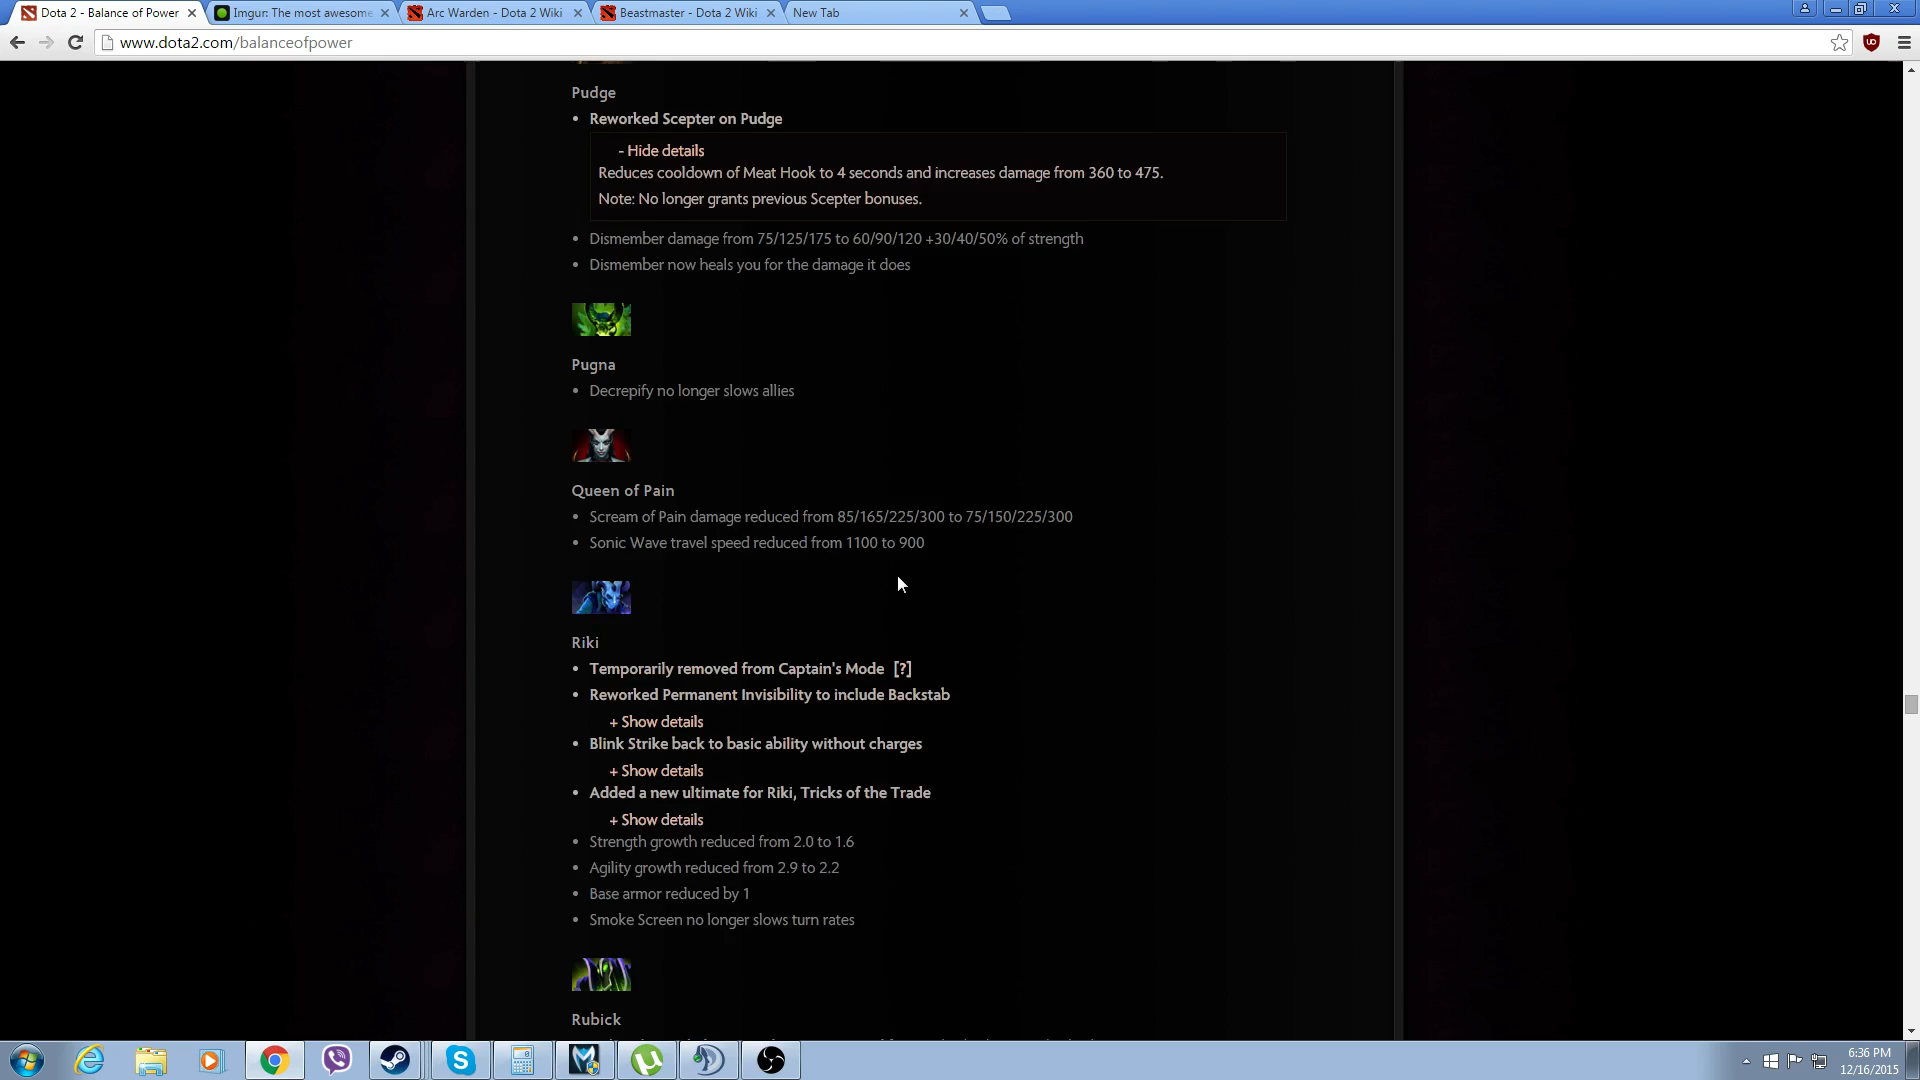 Dota 2 - Balance of Power
Imgur: The most awesome
Arc Warden - Dota 2 Wiki
Beastmaster - Dota 2 Wiki
New Tab
www.dota2.com/balanceofpower
Pudge
• Reworked Scepter on Pudge
- Hide details
Reduces cooldown of Meat Hook to 4 seconds and increases damage from 360 to 475.
Note: No longer grants previous Scepter bonuses.
• Dismember damage from 75/125/175 to 60/90/120 +30/40/50% of strength
• Dismember now heals you for the damage it does
Pugna
• Decrepify no longer slows allies
Queen of Pain
• Scream of Pain damage reduced from 85/165/225/300 to 75/150/225/300
• Sonic Wave travel speed reduced from 1100 to 900
Riki
• Temporarily removed from Captain's Mode [?]
• Reworked Permanent Invisibility to include Backstab
+ Show details
• Blink Strike back to basic ability without charges
+ Show details
• Added a new ultimate for Riki, Tricks of the Trade
+ Show details
• Strength growth reduced from 2.0 to 1.6
• Agility growth reduced from 2.9 to 2.2
• Base armor reduced by 1
• Smoke Screen no longer slows turn rates
Rubick
6:36 PM
12/16/2015